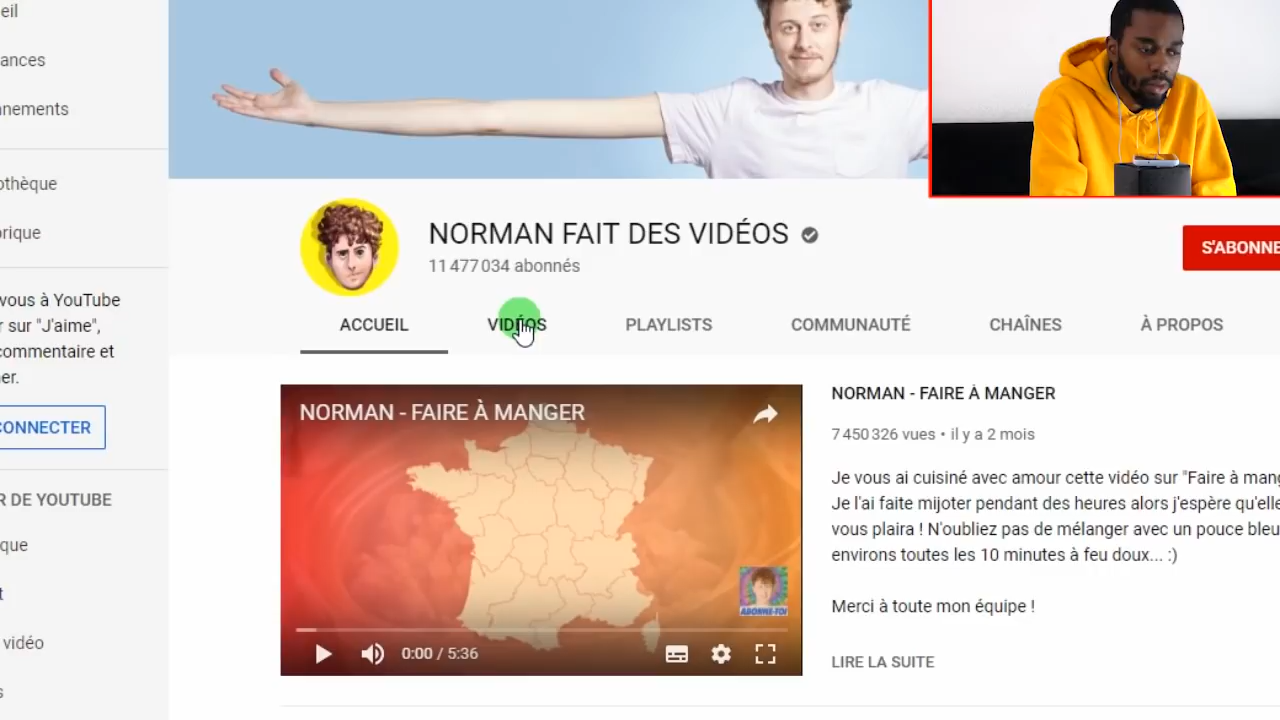 eil
ances
nnements
othèque
orique
vous à YouTube
r sur "J'aime",
commentaire et
ner.
CONNECTER
R DE YOUTUBE
que
t
vidéo
s
NORMAN FAIT DES VIDÉOS
11 477 034 abonnés
S'ABONNE
ACCUEIL
VIDÉOS
PLAYLISTS
COMMUNAUTÉ
CHAÎNES
À PROPOS
NORMAN - FAIRE À MANGER
ABONNE-TOI
0:00 / 5:36
NORMAN - FAIRE À MANGER
7 450 326 vues • il y a 2 mois
Je vous ai cuisiné avec amour cette vidéo sur "Faire à mang
Je l'ai faite mijoter pendant des heures alors j'espère qu'elle
vous plaira ! N'oubliez pas de mélanger avec un pouce bleu
environs toutes les 10 minutes à feu doux... :)
Merci à toute mon équipe !
LIRE LA SUITE